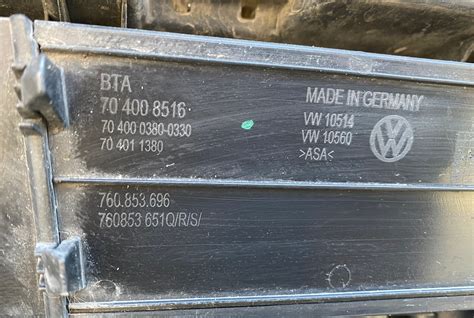 BTA
70 400 8516
70 400 0380-0330
70 401 1380
MADE IN GERMANY
VW 10514
VW 10560
>ASA<
VW
760.853.696
760853 651Q/R/S/